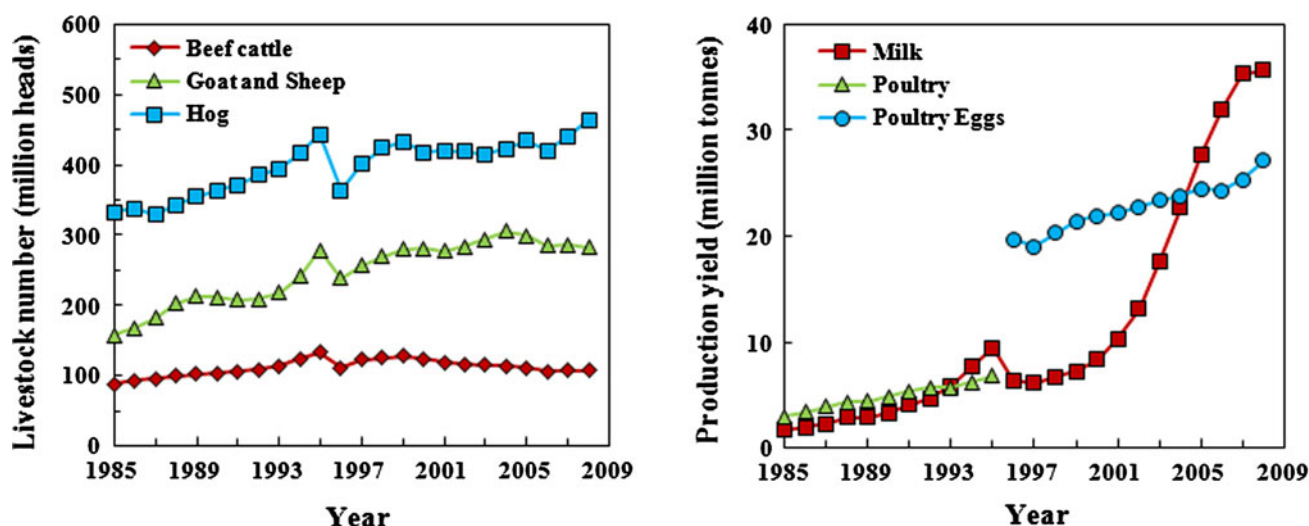 Livestock number (million heads)
600
500
400
300
200
100
0
Beef cattle
Goat and Sheep
Hog
1985 1989 1993 1997 2001 2005 2009
Year
Production yield (million tonnes)
40
30
20
10
0
Milk
Poultry
Poultry Eggs
1985 1989 1993 1997 2001 2005 2009
Year